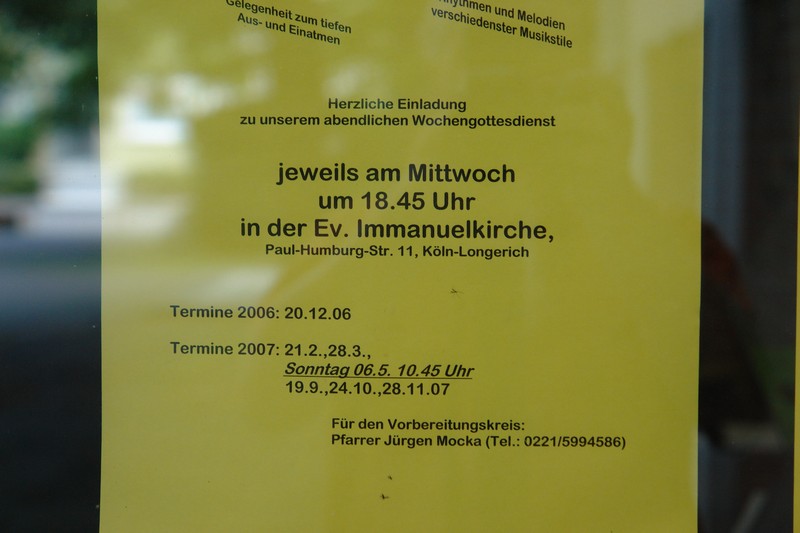 Gelegenheit zum tiefen
Aus- und Einatmen
Rhythmen und Melodien
verschiedenster Musikstile
Herzliche Einladung
zu unserem abendlichen Wochengottesdienst
jeweils am Mittwoch
um 18.45 Uhr
in der Ev. Immanuelkirche,
Paul-Humburg-Str. 11, Köln-Longerich
Termine 2006: 20.12.06
Termine 2007: 21.2.,28.3.,
Sonntag 06.5. 10.45 Uhr
19.9.,24.10.,28.11.07
Für den Vorbereitungskreis:
Pfarrer Jürgen Mocka (Tel.: 0221/5994586)